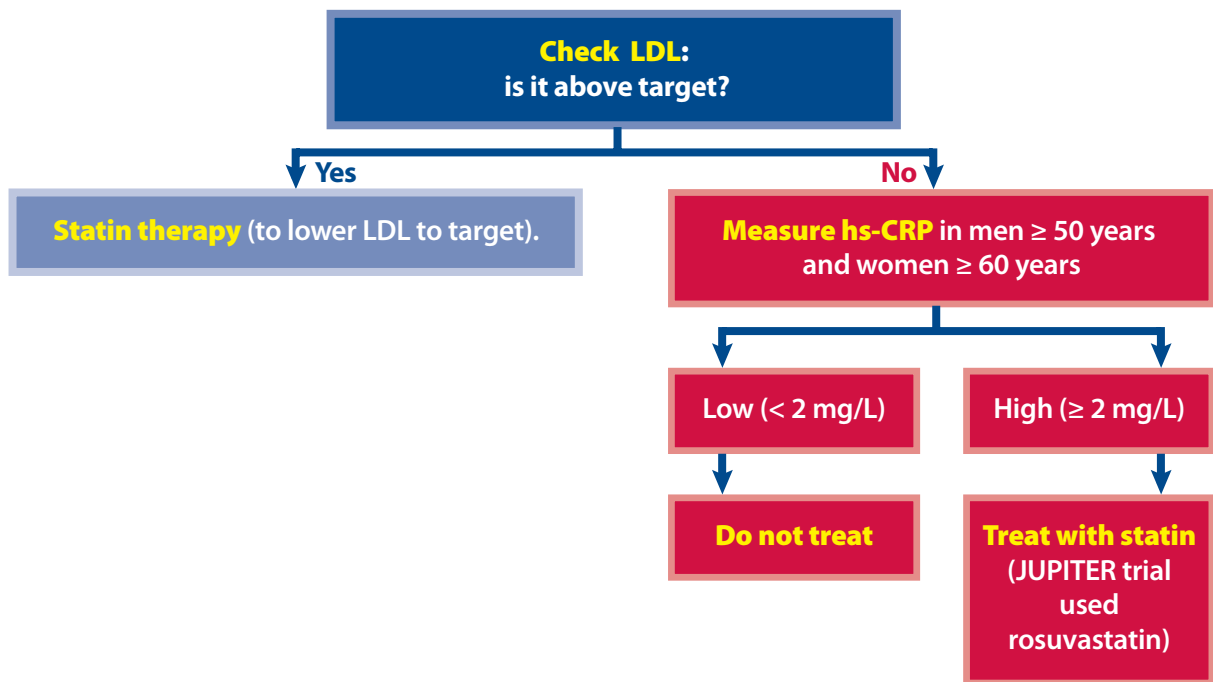 Check LDL:
is it above target?
Yes
No
Statin therapy (to lower LDL to target).
Measure hs-CRP in men ≥ 50 years
and women ≥ 60 years
Low (< 2 mg/L)
High (≥ 2 mg/L)
Do not treat
Treat with statin
(JUPITER trial
used
rosuvastatin)